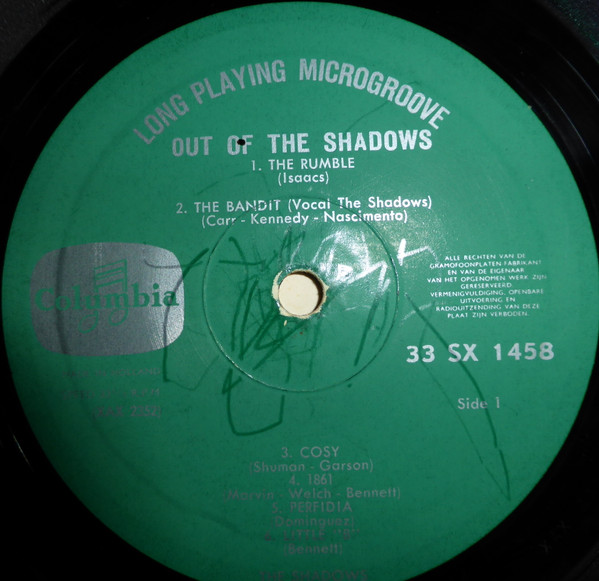 LONG PLAYING MICROGROOVE
OUT OF THE SHADOWS
1. THE RUMBLE
(Isaacs)
2. THE BANDIT (Vocal The Shadows)
(Carr - Kennedy - Nascimento)
Columbia
ALLE RECHTEN VAN DE
GRAMOFOONPLATEN-FABRIKANT
EN VAN DE EIGENAAR
VAN HET OPGENOMEN WERK ZIJN
GERESERVEERD.
VERMENIGVULDIGING, OPENBARE
UITVOERING EN
RADIOUITZENDING VAN DEZE
PLAAT ZIJN VERBODEN.
33 SX 1458
Side 1
3. COSY
(Shuman - Garson)
4. 1861
(Marvin - Welch - Bennett)
5. PERFIDIA
(Dominguez)
(Bennett)
THE SHADOWS